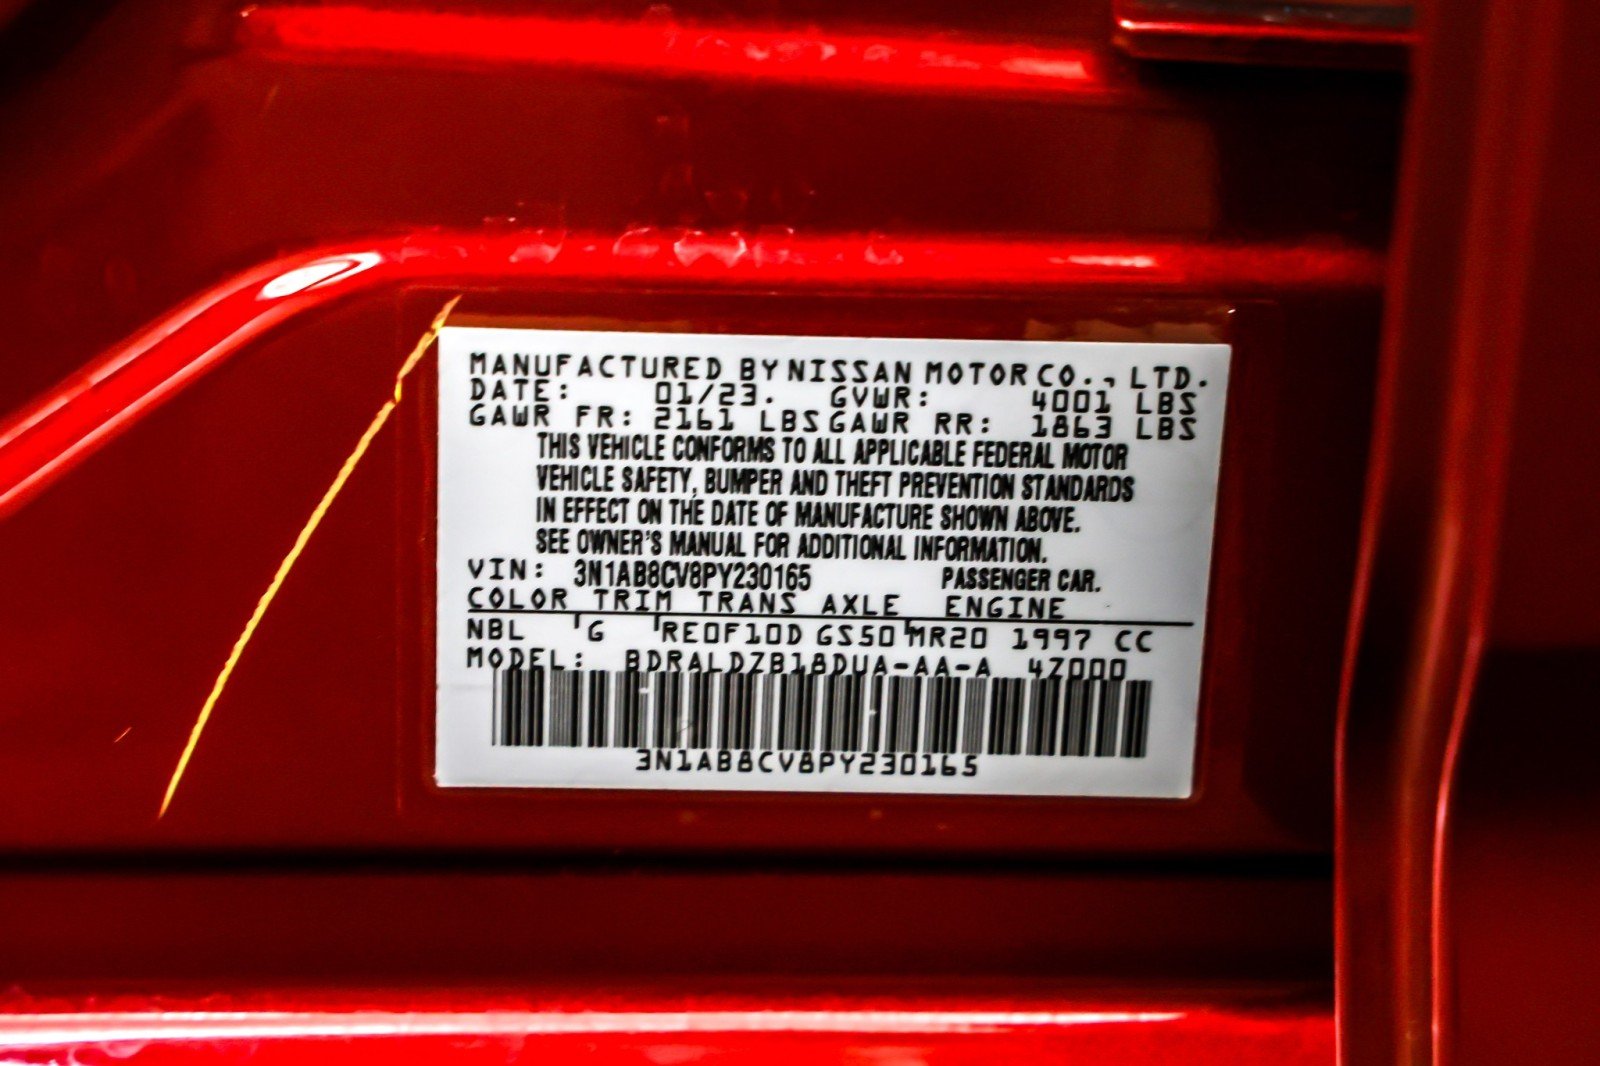 MANUFACTURED BY NISSAN MOTOR CO., LTD.
DATE: 01/23. GVWR: 4001 LBS
GAWR FR: 2161 LBS GAWR RR: 1863 LBS
THIS VEHICLE CONFORMS TO ALL APPLICABLE FEDERAL MOTOR
VEHICLE SAFETY, BUMPER AND THEFT PREVENTION STANDARDS
IN EFFECT ON THE DATE OF MANUFACTURE SHOWN ABOVE.
SEE OWNER'S MANUAL FOR ADDITIONAL INFORMATION.
VIN: 3N1AB8CV8PY230165 PASSENGER CAR.
COLOR TRIM TRANS AXLE ENGINE
NBL G RE0F10D GS50 MR20 1997 CC
MODEL: BDRALDZB18DUA-AA-A 4Z000
3N1AB8CV8PY230165